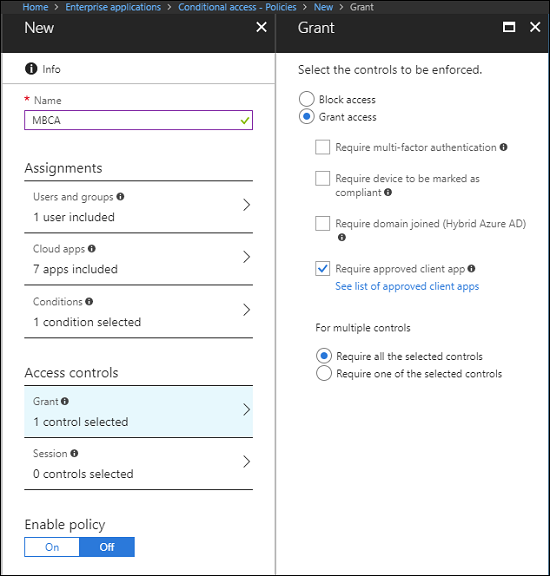 Home > Enterprise applications > Conditional access - Policies > New > Grant
New
Info
* Name
MBCA
Assignments
Users and groups
1 user included
Cloud apps
7 apps included
Conditions
1 condition selected
Access controls
Grant
1 control selected
Session
0 controls selected
Enable policy
On Off
Grant
Select the controls to be enforced.
Block access
Grant access
Require multi-factor authentication
Require device to be marked as
compliant
Require domain joined (Hybrid Azure AD)
Require approved client app
See list of approved client apps
For multiple controls
Require all the selected controls
Require one of the selected controls